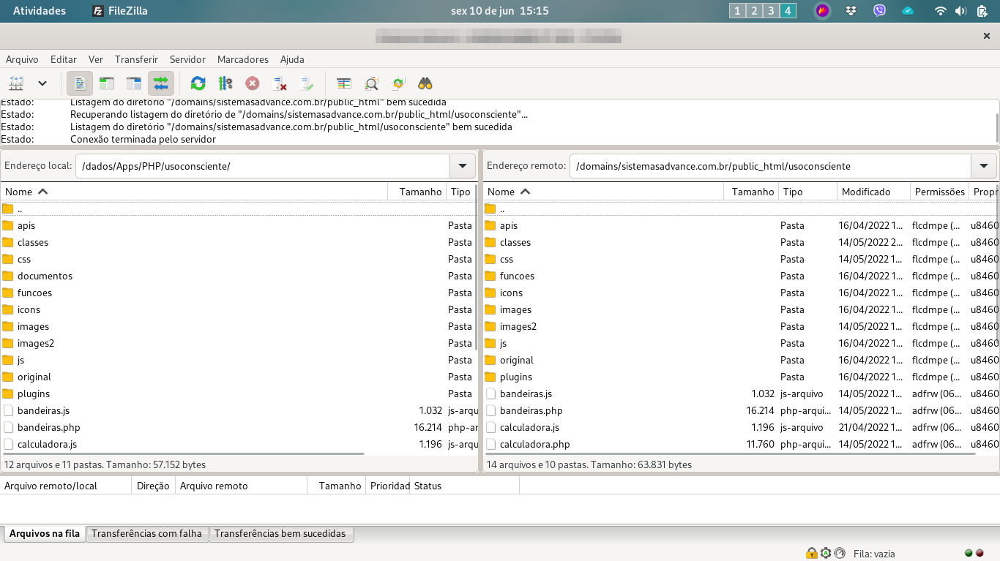 Atividades FileZilla sex 10 de jun 15:15 1 2 3 4
Arquivo Editar Ver Transferir Servidor Marcadores Ajuda
Estado: Listagem do diretório "/domains/sistemasadvance.com.br/public_html" bem sucedida
Estado: Recuperando listagem do diretório de "/domains/sistemasadvance.com.br/public_html/usoconsciente"...
Estado: Listagem do diretório "/domains/sistemasadvance.com.br/public_html/usoconsciente" bem sucedida
Estado: Conexão terminada pelo servidor
Endereço local: /dados/Apps/PHP/usoconsciente/
Nome Tamanho Tipo
..
apis Pasta
classes Pasta
css Pasta
documentos Pasta
funcoes Pasta
icons Pasta
images Pasta
images2 Pasta
js Pasta
original Pasta
plugins Pasta
bandeiras.js 1.032 js-arqu
bandeiras.php 16.214 php-ar
calculadora.js 1.196 js-arqu
12 arquivos e 11 pastas. Tamanho: 57.152 bytes
Endereço remoto: /domains/sistemasadvance.com.br/public_html/usoconsciente
Nome Tamanho Tipo Modificado Permissões Propr
..
apis Pasta 16/04/2022 1... flcdmpe (... u8460
classes Pasta 14/05/2022 2... flcdmpe (... u8460
css Pasta 14/05/2022 1... flcdmpe (... u8460
funcoes Pasta 16/04/2022 1... flcdmpe (... u8460
icons Pasta 16/04/2022 1... flcdmpe (... u8460
images Pasta 16/04/2022 1... flcdmpe (... u8460
images2 Pasta 14/05/2022 1... flcdmpe (... u8460
js Pasta 16/04/2022 1... flcdmpe (... u8460
original Pasta 16/04/2022 1... flcdmpe (... u8460
plugins Pasta 16/04/2022 1... flcdmpe (... u8460
bandeiras.js 1.032 js-arquivo 14/05/2022 1... adfrw (06... u8460
bandeiras.php 16.214 php-arqui... 14/05/2022 1... adfrw (06... u8460
calculadora.js 1.196 js-arquivo 21/04/2022 1... adfrw (06... u8460
calculadora.php 11.760 php-arqui... 14/05/2022 1... adfrw (06... u8460
14 arquivos e 10 pastas. Tamanho: 63.831 bytes
Arquivo remoto/local Direção Arquivo remoto Tamanho Prioridad Status
Arquivos na fila Transferências com falha Transferências bem sucedidas
Fila: vazia